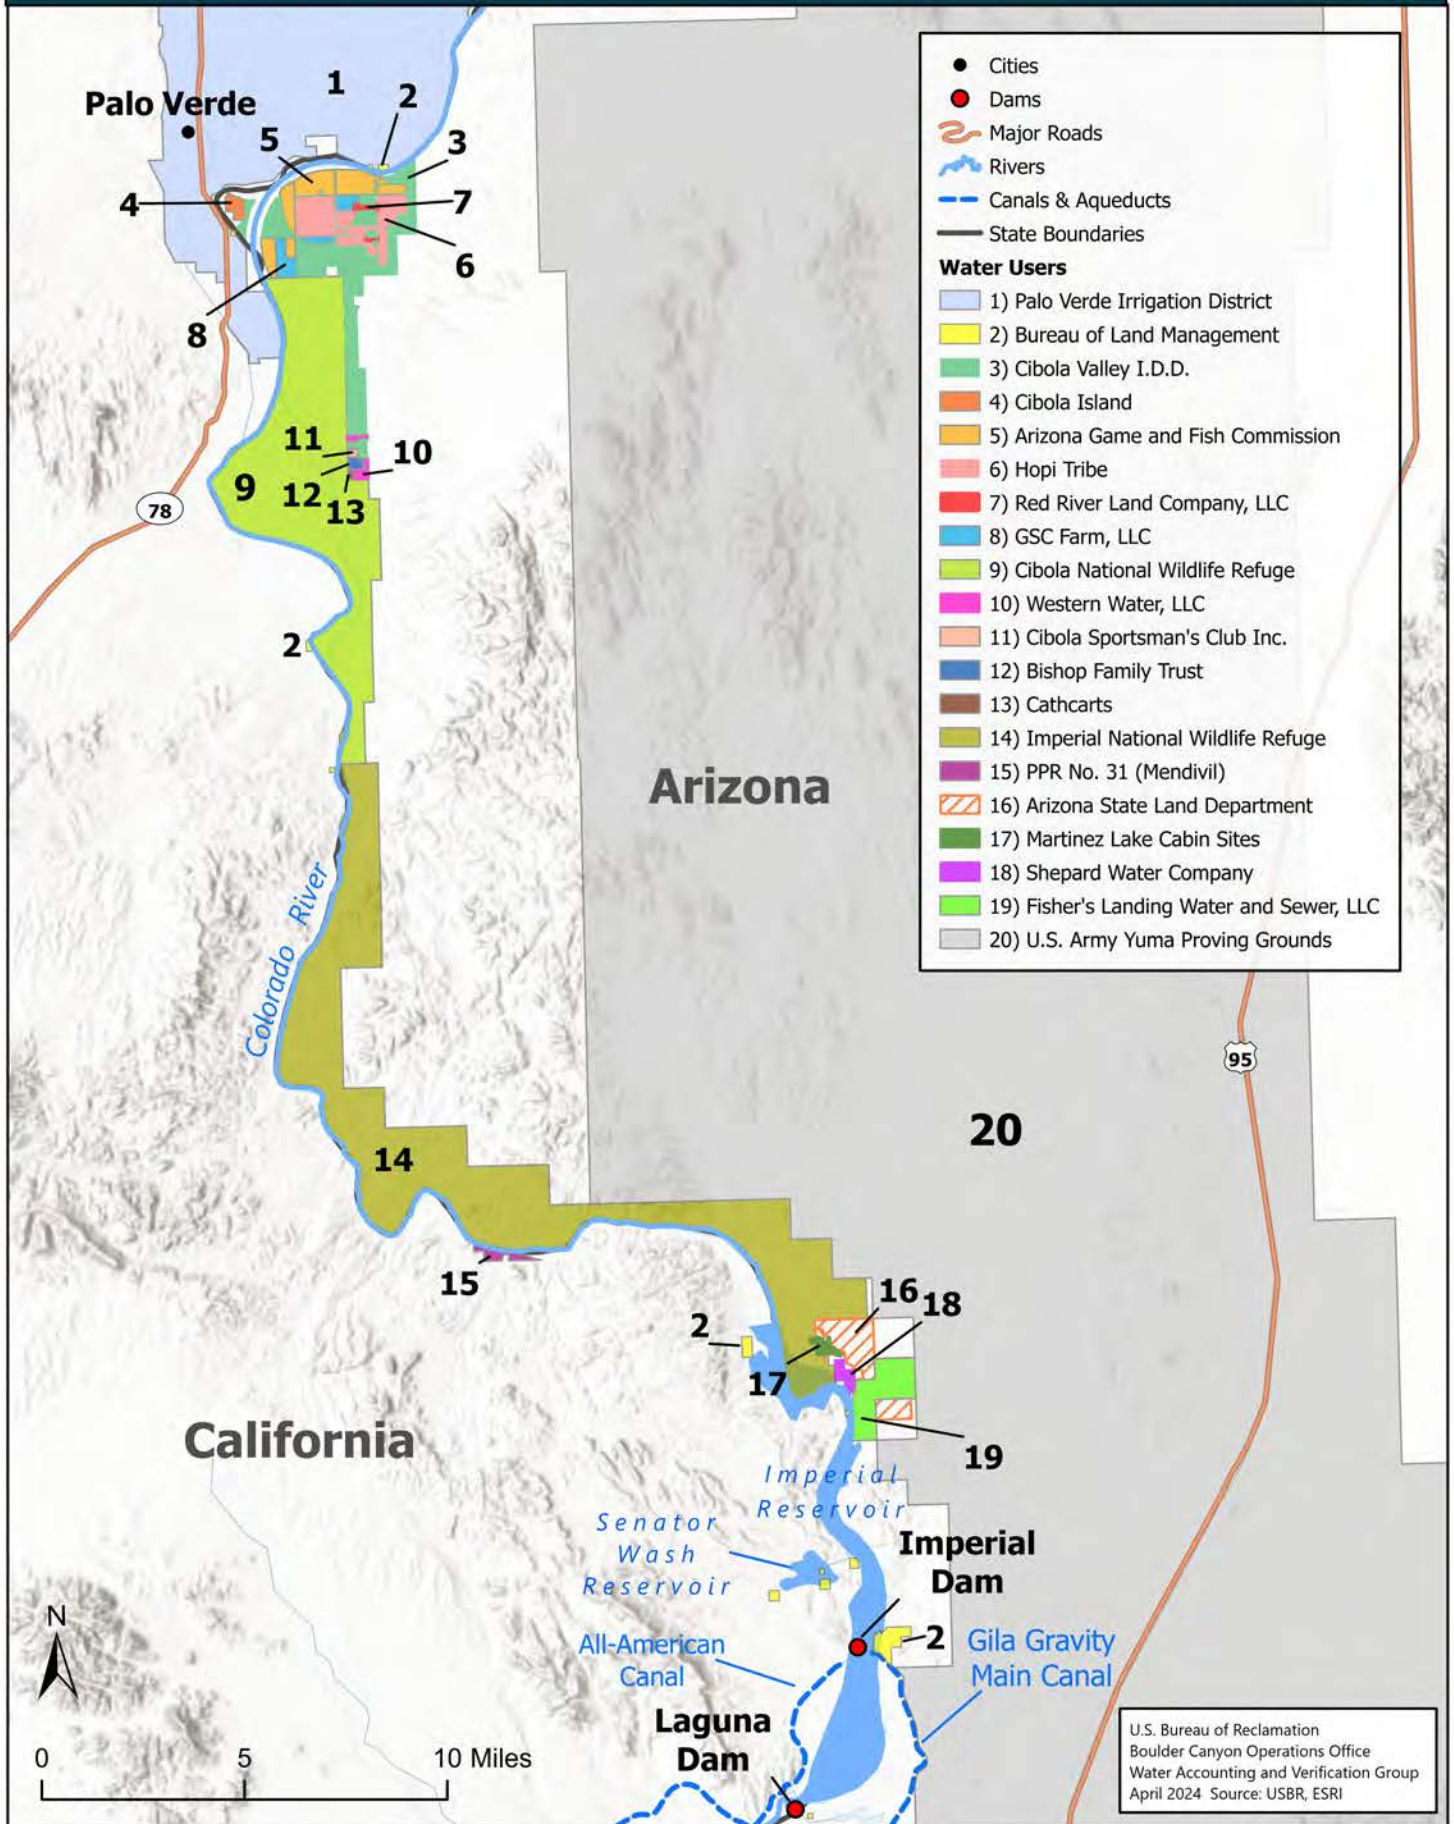 1
2
Palo Verde
5
3
4
7
6
8
11
10
9
12
13
78
2
Cities
Dams
Major Roads
Rivers
Canals & Aqueducts
State Boundaries
Water Users
1) Palo Verde Irrigation District
2) Bureau of Land Management
3) Cibola Valley I.D.D.
4) Cibola Island
5) Arizona Game and Fish Commission
6) Hopi Tribe
7) Red River Land Company, LLC
8) GSC Farm, LLC
9) Cibola National Wildlife Refuge
10) Western Water, LLC
11) Cibola Sportsman's Club Inc.
12) Bishop Family Trust
13) Cathcarts
14) Imperial National Wildlife Refuge
15) PPR No. 31 (Mendivil)
16) Arizona State Land Department
17) Martinez Lake Cabin Sites
18) Shepard Water Company
19) Fisher's Landing Water and Sewer, LLC
20) U.S. Army Yuma Proving Grounds
Arizona
Colorado River
95
20
14
15
16
18
2
17
California
19
Imperial
Reservoir
Senator
Wash
Reservoir
Imperial
Dam
2
All-American
Canal
Gila Gravity
Main Canal
Laguna
Dam
N
0 5 10 Miles
U.S. Bureau of Reclamation
Boulder Canyon Operations Office
Water Accounting and Verification Group
April 2024 Source: USBR, ESRI